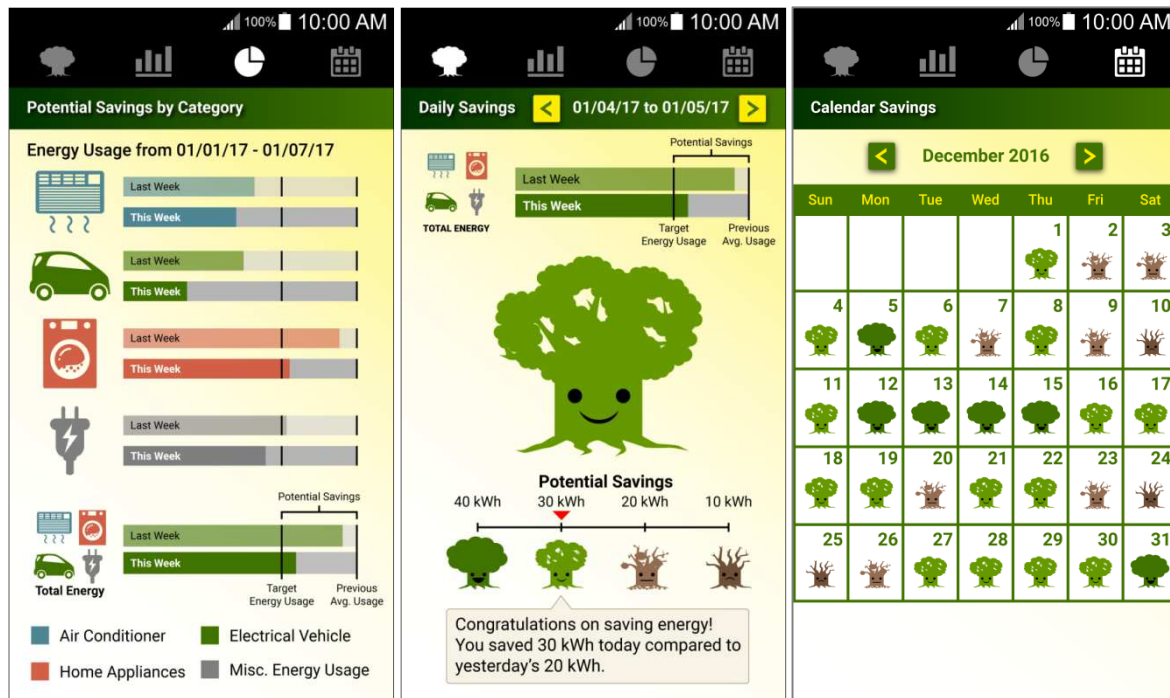 100% 10:00 AM
Potential Savings by Category
Energy Usage from 01/01/17 - 01/07/17
Last Week
This Week
Last Week
This Week
Last Week
This Week
Last Week
This Week
Potential Savings
Last Week
This Week
Total Energy
Target Energy Usage
Previous Avg. Usage
Air Conditioner
Electrical Vehicle
Home Appliances
Misc. Energy Usage
100% 10:00 AM
Daily Savings < 01/04/17 to 01/05/17 >
Potential Savings
Last Week
This Week
TOTAL ENERGY
Target
Energy Usage
Previous
Avg. Usage
Potential Savings
40 kWh 30 kWh 20 kWh 10 kWh
Congratulations on saving energy!
You saved 30 kWh today compared to
yesterday's 20 kWh.
100% 10:00 AM
Calendar Savings
< December 2016 >
Sun Mon Tue Wed Thu Fri Sat
1 2 3
4 5 6 7 8 9 10
11 12 13 14 15 16 17
18 19 20 21 22 23 24
25 26 27 28 29 30 31